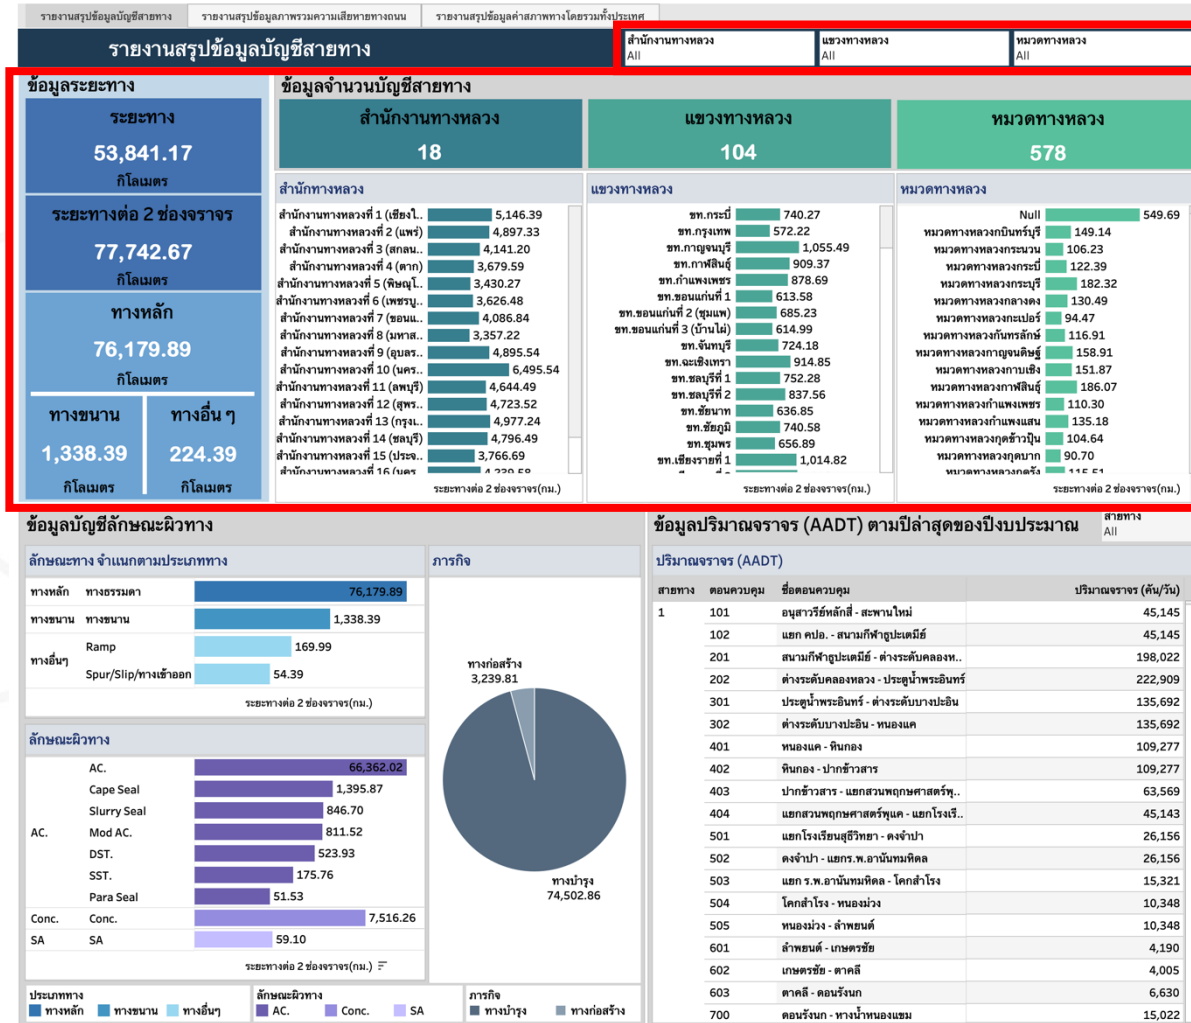 รายงานสรุปข้อมูลบัญชีสายทาง รายงานสรุปข้อมูลภาพรวมความเสียหายทางถนน รายงานสรุปข้อมูลค่าสภาพทางโดยรวมทั้งประเทศ
รายงานสรุปข้อมูลบัญชีสายทาง
สำนักงานทางหลวง แขวงทางหลวง หมวดทางหลวง
All All All
ข้อมูลระยะทาง
ระยะทาง
53,841.17
กิโลเมตร
ระยะทางต่อ 2 ช่องจราจร
77,742.67
กิโลเมตร
ทางหลัก
76,179.89
กิโลเมตร
ทางขนาน ทางอื่น ๆ
1,338.39 224.39
กิโลเมตร กิโลเมตร
ข้อมูลจำนวนบัญชีสายทาง
สำนักงานทางหลวง แขวงทางหลวง หมวดทางหลวง
18 104 578
สำนักทางหลวง
สำนักงานทางหลวงที่ 1 (เชียงใ.. 5,146.39
สำนักงานทางหลวงที่ 2 (แพร่) 4,897.33
สำนักงานทางหลวงที่ 3 (สกลน.. 4,141.20
สำนักงานทางหลวงที่ 4 (ตาก) 3,679.59
สำนักงานทางหลวงที่ 5 (พิษณุโ.. 3,430.27
สำนักงานทางหลวงที่ 6 (เพชรบู.. 3,626.48
สำนักงานทางหลวงที่ 7 (ขอนแ.. 4,086.84
สำนักงานทางหลวงที่ 8 (มหาส.. 3,357.22
สำนักงานทางหลวงที่ 9 (อุบลร.. 4,895.54
สำนักงานทางหลวงที่ 10 (นคร.. 6,495.54
สำนักงานทางหลวงที่ 11 (ลพบุรี) 4,644.49
สำนักงานทางหลวงที่ 12 (สุพร.. 4,723.52
สำนักงานทางหลวงที่ 13 (กรุงเ.. 4,977.24
สำนักงานทางหลวงที่ 14 (ชลบุรี) 4,796.49
สำนักงานทางหลวงที่ 15 (ประจ.. 3,766.69
สำนักงานทางหลวงที่ 16 (นคร.. 4,239.58
ระยะทางต่อ 2 ช่องจราจร(กม.)
แขวงทางหลวง
ขท.กระบี่ 740.27
ขท.กรุงเทพ 572.22
ขท.กาญจนบุรี 1,055.49
ขท.กาฬสินธุ์ 909.37
ขท.กำแพงเพชร 878.69
ขท.ขอนแก่นที่ 1 613.58
ขท.ขอนแก่นที่ 2 (ชุมแพ) 685.23
ขท.ขอนแก่นที่ 3 (บ้านไผ่) 614.99
ขท.จันทบุรี 724.18
ขท.ฉะเชิงเทรา 914.85
ขท.ชลบุรีที่ 1 752.28
ขท.ชลบุรีที่ 2 837.56
ขท.ชัยนาท 636.85
ขท.ชัยภูมิ 740.58
ขท.ชุมพร 656.89
ขท.เชียงรายที่ 1 1,014.82
ระยะทางต่อ 2 ช่องจราจร(กม.)
หมวดทางหลวง
Null 549.69
หมวดทางหลวงกบินทร์บุรี 149.14
หมวดทางหลวงกระนวน 106.23
หมวดทางหลวงกระบี่ 122.39
หมวดทางหลวงกระบุรี 182.32
หมวดทางหลวงกลางดง 130.49
หมวดทางหลวงกะเปอร์ 94.47
หมวดทางหลวงกันทรลักษ์ 116.91
หมวดทางหลวงกาญจนดิษฐ์ 158.91
หมวดทางหลวงกาบเชิง 151.87
หมวดทางหลวงกาฬสินธุ์ 186.07
หมวดทางหลวงกำแพงเพชร 110.30
หมวดทางหลวงกำแพงแสน 135.18
หมวดทางหลวงกุดข้าวปุ้น 104.64
หมวดทางหลวงกุดบาก 90.70
หมวดทางหลวงกุดรัง 115.51
ระยะทางต่อ 2 ช่องจราจร(กม.)
ข้อมูลบัญชีลักษณะผิวทาง
ลักษณะทาง จำแนกตามประเภททาง
ทางหลัก ทางธรรมดา 76,179.89
ทางขนาน ทางขนาน 1,338.39
ทางอื่นๆ Ramp 169.99
Spur/Slip/ทางเข้าออก 54.39
ระยะทางต่อ 2 ช่องจราจร(กม.)
ลักษณะผิวทาง
AC. AC. 66,362.02
Cape Seal 1,395.87
Slurry Seal 846.70
Mod AC. 811.52
DST. 523.93
SST. 175.76
Para Seal 51.53
Conc. Conc. 7,516.26
SA SA 59.10
ระยะทางต่อ 2 ช่องจราจร(กม.)
ภารกิจ
ทางก่อสร้าง
3,239.81
ทางบำรุง
74,502.86
ประเภททาง
ทางหลัก ทางขนาน ทางอื่นๆ
ลักษณะผิวทาง
AC. Conc. SA
ภารกิจ
ทางบำรุง ทางก่อสร้าง
ข้อมูลปริมาณจราจร (AADT) ตามปีล่าสุดของปีงบประมาณ
สายทาง
All
ปริมาณจราจร (AADT)
สายทาง ตอนควบคุม ชื่อตอนควบคุม ปริมาณจราจร (คัน/วัน)
1 101 อนุสาวรีย์หลักสี่ - สะพานใหม่ 45,145
102 แยก คปอ. - สนามกีฬาธูปะเตมีย์ 45,145
201 สนามกีฬาธูปะเตมีย์ - ต่างระดับคลองห.. 198,022
202 ต่างระดับคลองหลวง - ประตูน้ำพระอินทร์ 222,909
301 ประตูน้ำพระอินทร์ - ต่างระดับบางปะอิน 135,692
302 ต่างระดับบางปะอิน - หนองแค 135,692
401 หนองแค - หินกอง 109,277
402 หินกอง - ปากข้าวสาร 109,277
403 ปากข้าวสาร - แยกสวนพฤกษศาสตร์พุ.. 63,569
404 แยกสวนพฤกษศาสตร์พุแค - แยกโรงเรี.. 45,143
501 แยกโรงเรียนสุธีวิทยา - ดงจำปา 26,156
502 ดงจำปา - แยกร.พ.อานันทมหิดล 26,156
503 แยก ร.พ.อานันทมหิดล - โคกสำโรง 15,321
504 โคกสำโรง - หนองม่วง 10,348
505 หนองม่วง - ลำพยนต์ 10,348
601 ลำพยนต์ - เกษตรชัย 4,190
602 เกษตรชัย - ตาคลี 4,005
603 ตาคลี - ดอนรังนก 6,630
700 ดอนรังนก - ทางน้ำหนองแขม 15,022